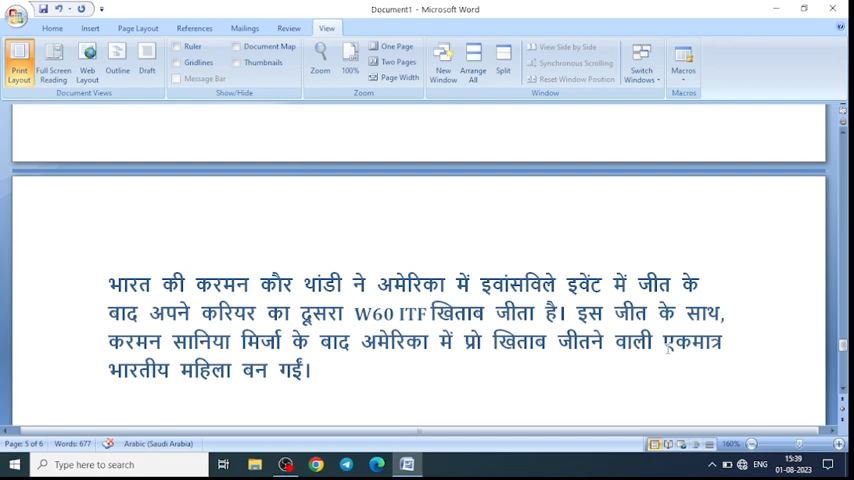 Document1 - Microsoft Word
Home Insert Page Layout References Mailings Review View
Ruler Document Map One Page View Side by Side
Gridlines Thumbnails Two Pages Synchronous Scrolling
Message Bar Page Width Reset Window Position
Print Layout Full Screen Reading Web Layout Outline Draft Zoom 100% New Window Arrange All Split Switch Windows Macros
Document Views Show/Hide Zoom Window Macros
भारत की करमन कौर थांडी ने अमेरिका में इवांसविले इवेंट में जीत के
बाद अपने करियर का दूसरा W60 ITF खिताब जीता है। इस जीत के साथ,
करमन सानिया मिर्जा के बाद अमेरिका में प्रो खिताब जीतने वाली एकमात्र
भारतीय महिला बन गईं।
Page: 5 of 6 Words: 677 Arabic (Saudi Arabia) 160%
Type here to search ENG 15:39
01-08-2023